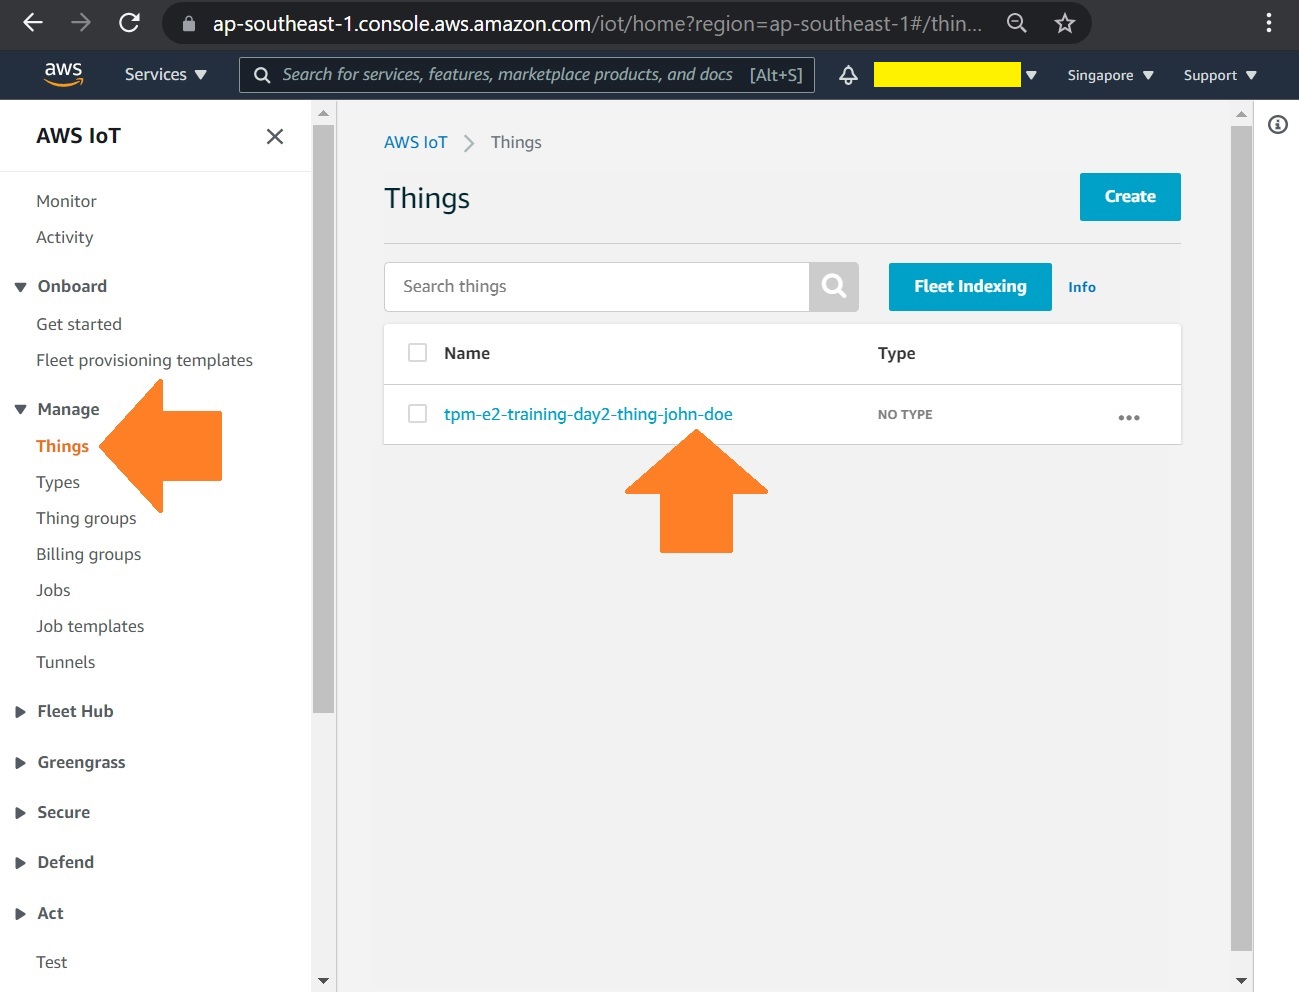 ap-southeast-1.console.aws.amazon.com/iot/home?region=ap-southeast-1#/thin...
aws Services Search for services, features, marketplace products, and docs [Alt+S] Singapore Support
AWS IoT
Monitor
Activity
Onboard
Get started
Fleet provisioning templates
Manage
Things
Types
Thing groups
Billing groups
Jobs
Job templates
Tunnels
Fleet Hub
Greengrass
Secure
Defend
Act
Test
AWS IoT > Things
Things
Create
Search things
Fleet Indexing Info
Name Type
tpm-e2-training-day2-thing-john-doe NO TYPE